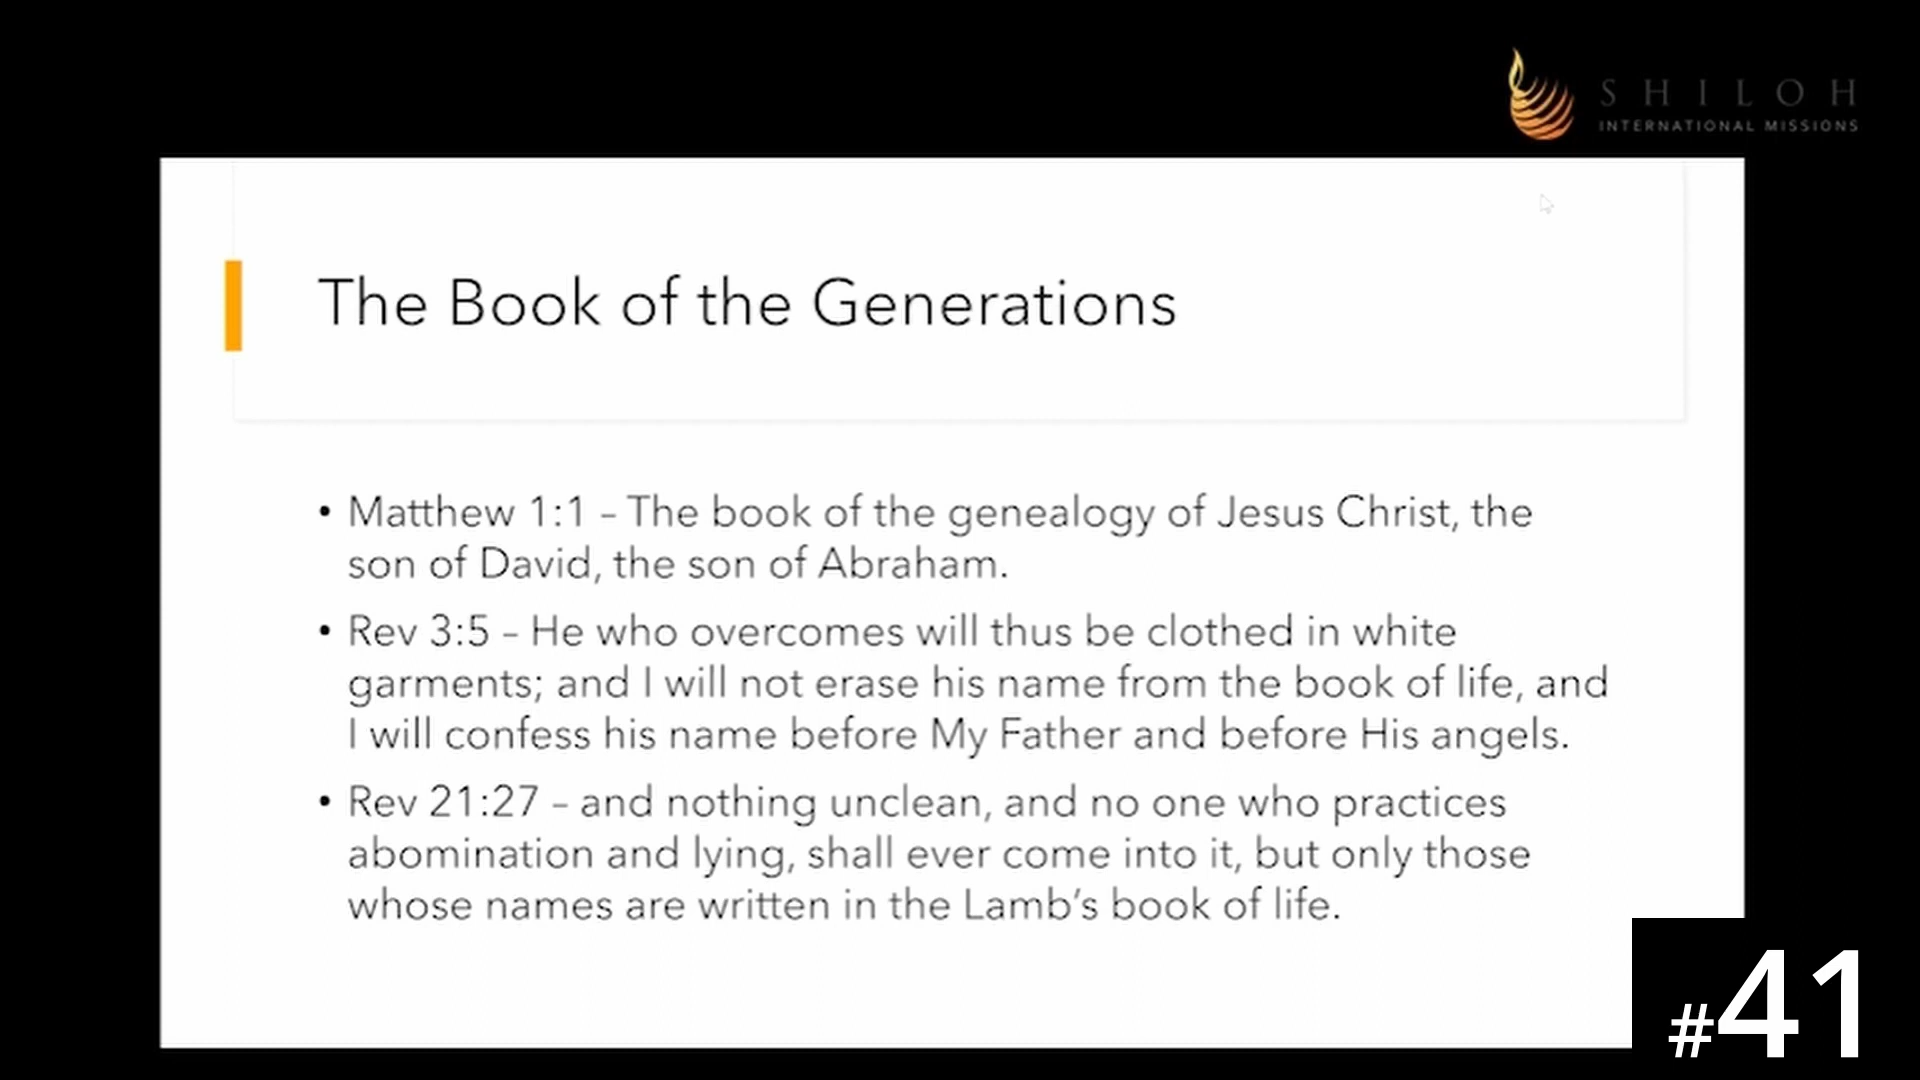 SHILOH
INTERNATIONAL MISSIONS
The Book of the Generations
• Matthew 1:1 – The book of the genealogy of Jesus Christ, the
son of David, the son of Abraham.
• Rev 3:5 – He who overcomes will thus be clothed in white
garments; and I will not erase his name from the book of life, and
I will confess his name before My Father and before His angels.
• Rev 21:27 – and nothing unclean, and no one who practices
abomination and lying, shall ever come into it, but only those
whose names are written in the Lamb’s book of life.
#41